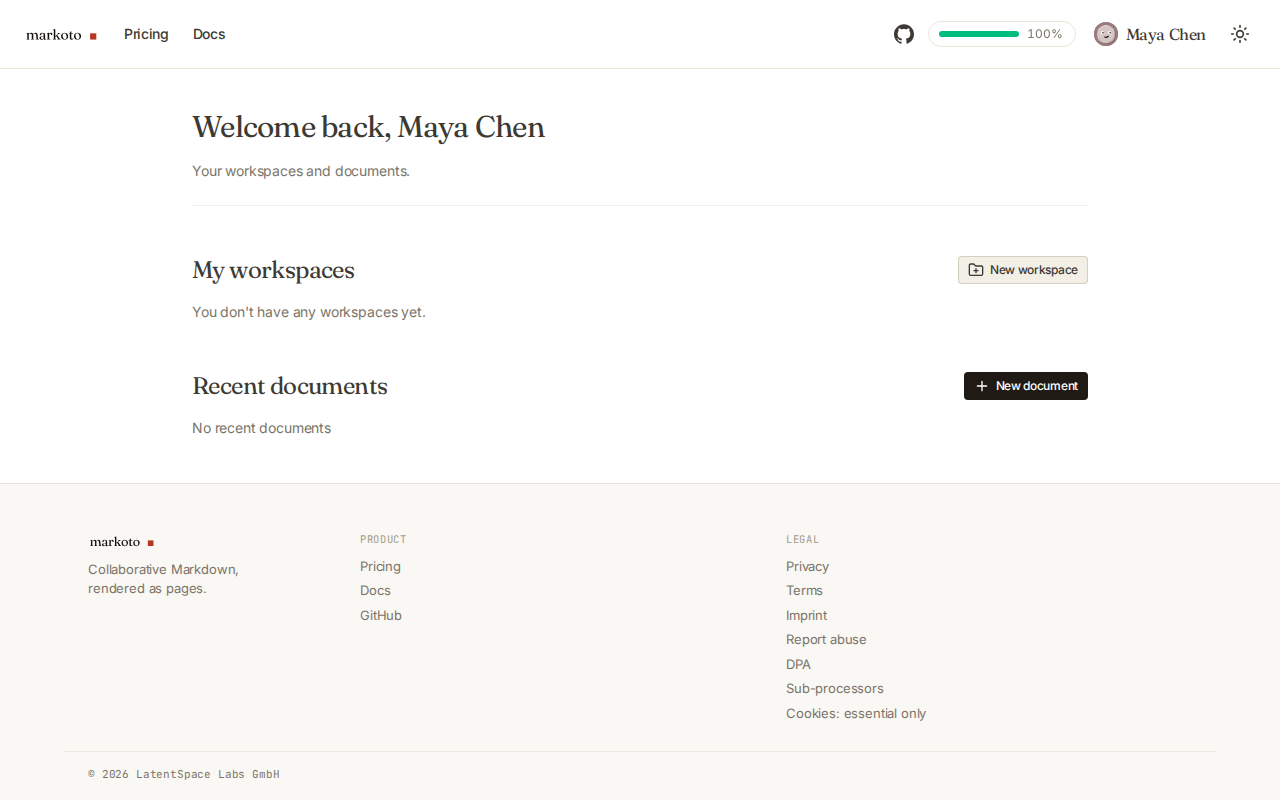 markoto
Pricing
Docs
100%
Maya Chen
Welcome back, Maya Chen
Your workspaces and documents.
My workspaces
New workspace
You don't have any workspaces yet.
Recent documents
New document
No recent documents
markoto
Collaborative Markdown,
rendered as pages.
PRODUCT
Pricing
Docs
GitHub
LEGAL
Privacy
Terms
Imprint
Report abuse
DPA
Sub-processors
Cookies: essential only
© 2026 LatentSpace Labs GmbH